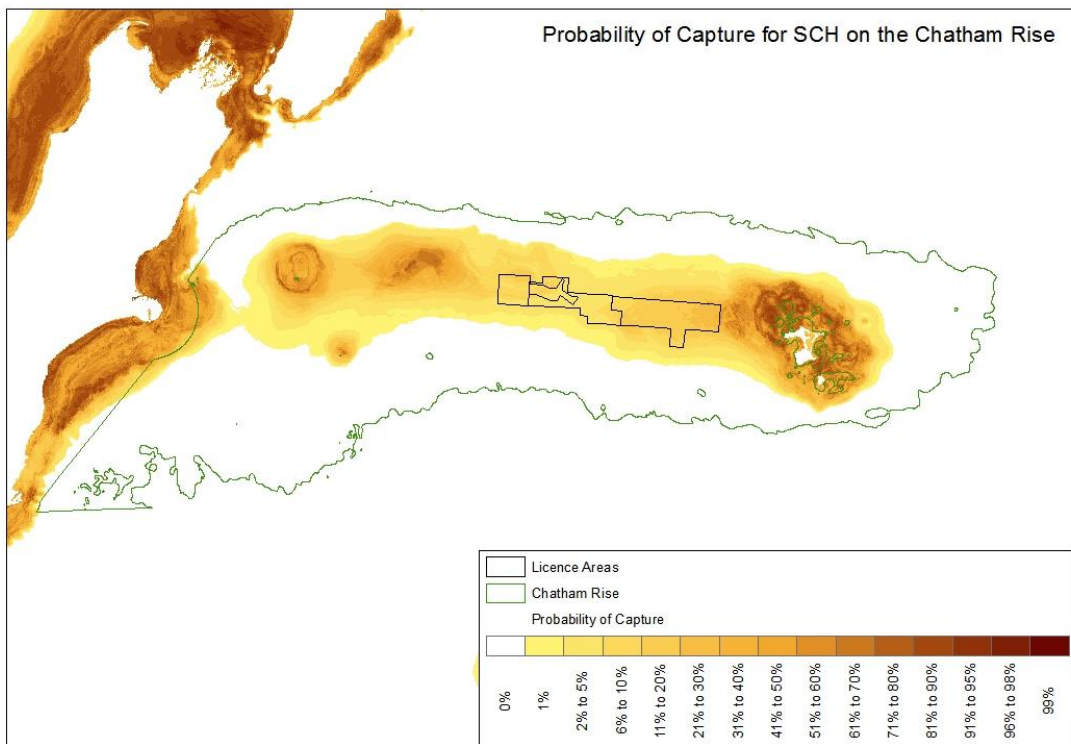 Probability of Capture for SCH on the Chatham Rise
Licence Areas
Chatham Rise
Probability of Capture
0%
1%
2% to 5%
6% to 10%
11% to 20%
21% to 30%
31% to 40%
41% to 50%
51% to 60%
61% to 70%
71% to 80%
81% to 90%
91% to 95%
96% to 98%
99%